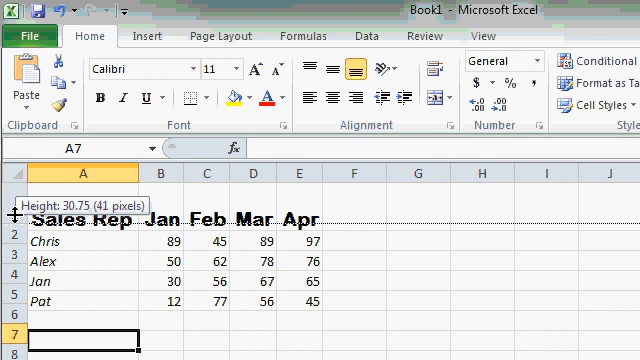 Book1 - Microsoft Excel
File Home Insert Page Layout Formulas Data Review View
Calibri 11 A A General Conditional
Paste $ % , Format as Ta
B I U A Cell Styles
Clipboard Font Alignment Number Style
A7 fx
A B C D E F G H I J
Height: 30.75 (41 pixels)
Sales Rep Jan Feb Mar Apr
2 Chris 89 45 89 97
3 Alex 50 62 78 76
4 Jan 30 56 67 65
5 Pat 12 77 56 45
6
7
8